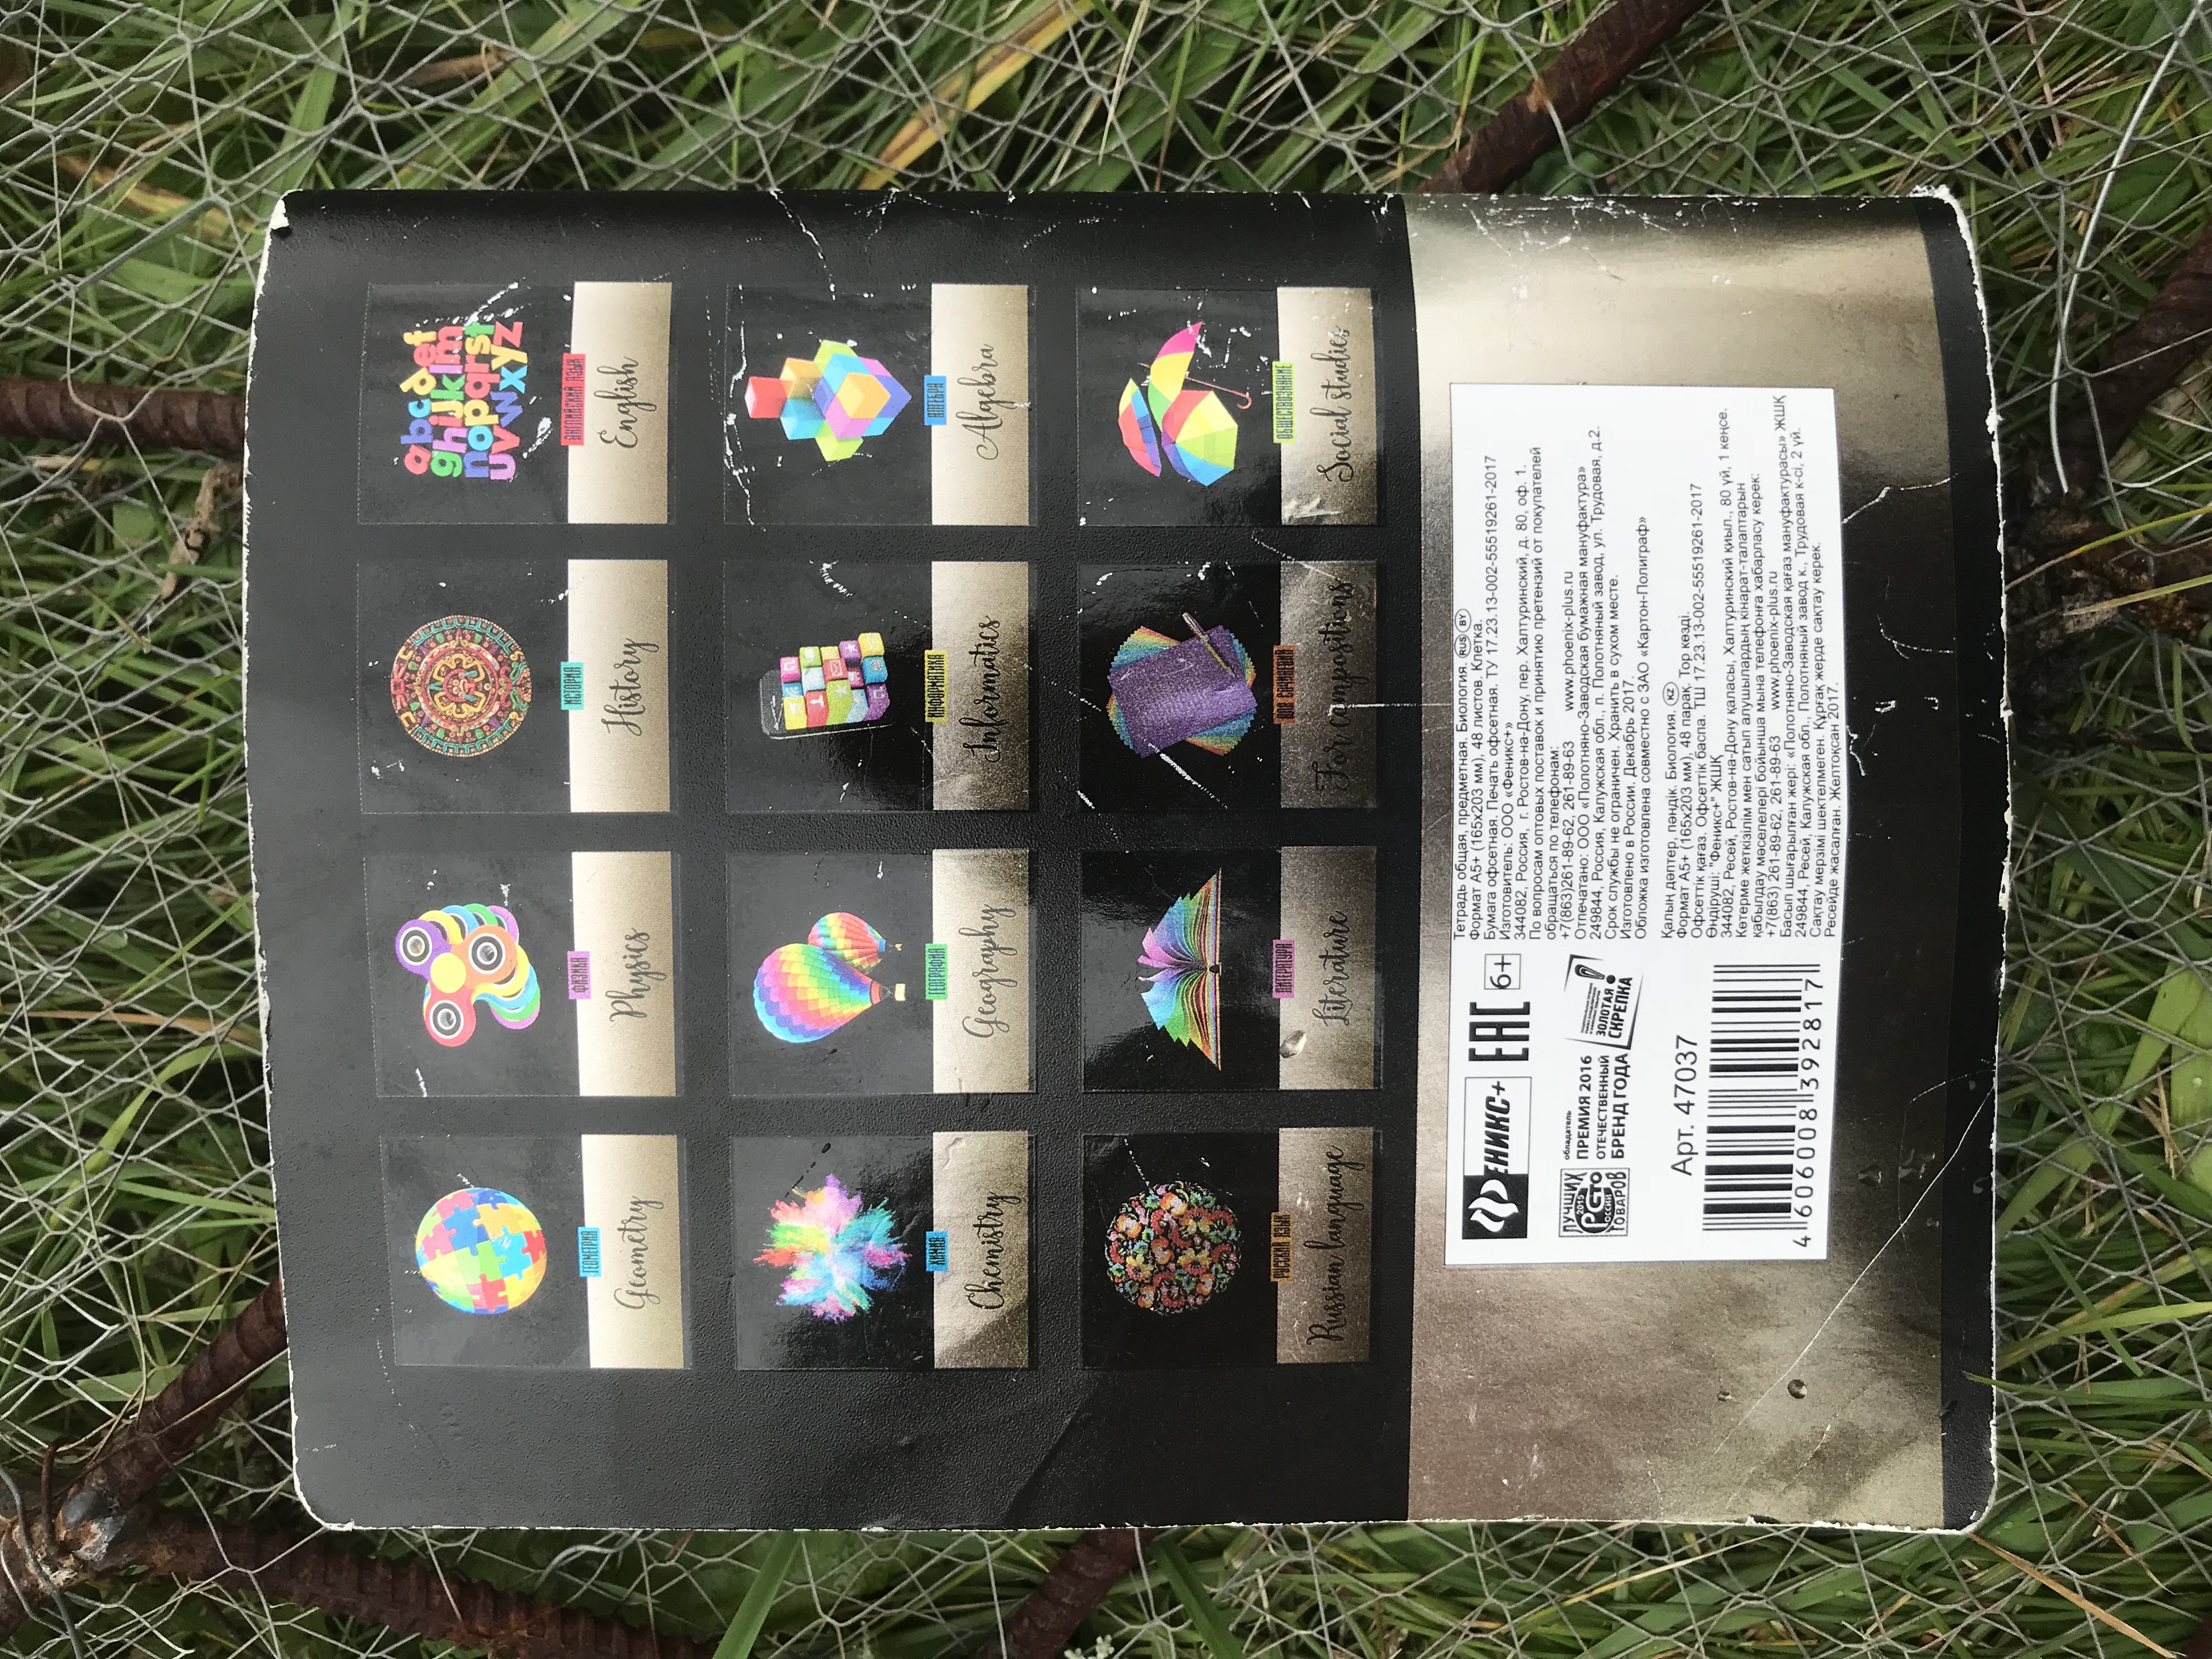 abcdef
ghijklm
nopqrst
uvwxyz
ГЕОМЕТРИЯ
Geometry
ФИЗИКА
Physics
ИСТОРИЯ
History
АНГЛИЙСКИЙ ЯЗЫК
English
ХИМИЯ
Chemistry
ГЕОГРАФИЯ
Geography
ИНФОРМАТИКА
Informatics
АЛГЕБРА
Algebra
РУССКИЙ ЯЗЫК
Russian language
ЛИТЕРАТУРА
Literature
ДЛЯ СОЧИНЕНИЙ
For compositions
ОБЩЕСТВОЗНАНИЕ
Social studies
ФЕНИКС+
EAC
6+
ЛУЧШИХ
2015
РОССИИ
ТОВАРОВ
обладатель
ПРЕМИЯ 2016
ОТЕЧЕСТВЕННЫЙ
БРЕНД ГОДА
ЗОЛОТАЯ
СКРЕПКА
Арт. 47037
4 606008 392817
Тетрадь общая, предметная. Биология. RUS BY
Формат А5+ (165х203 мм), 48 листов. Клетка.
Бумага офсетная. Печать офсетная. ТУ 17.23.13-002-55519261-2017
Изготовитель: ООО «Феникс+»
344082, Россия, г. Ростов-на-Дону, пер. Халтуринский, д. 80, оф. 1.
По вопросам оптовых поставок и принятию претензий от покупателей
обращаться по телефонам:
+7(863)261-89-62, 261-89-63 www.phoenix-plus.ru
Отпечатано: ООО «Полотняно-Заводская бумажная мануфактура»
249844, Россия, Калужская обл., п. Полотняный завод, ул. Трудовая, д.2.
Срок службы не ограничен. Хранить в сухом месте.
Изготовлено в России. Декабрь 2017.
Обложка изготовлена совместно с ЗАО «Картон-Полиграф»
Қалың дәптер, пәндік. Биология. KZ
Формат А5+ (165х203 мм), 48 парақ. Тор көзді.
Офсеттік қағаз. Офсеттік баспа. ТШ 17.23.13-002-55519261-2017
Өндіруші: "Феникс+" ЖШҚ
344082, Ресей, Ростов-на-Дону қаласы, Халтуринский қиыл., 80 үй, 1 кеңсе.
Көтерме жеткізілім мен сатып алушылардың кінарат-талаптарын
қабылдау мәселелері бойынша мына телефонға хабарласу керек:
+7(863) 261-89-62, 261-89-63 www.phoenix-plus.ru
Басып шығарылған жері: «Полотняно-Заводская қағаз мануфактурасы» ЖШҚ
249844, Ресей, Калужская обл., Полотняный завод к., Трудовая к-сі, 2 үй.
Сақтау мерзімі шектелмеген. Құрғақ жерде сақтау керек.
Ресейде жасалған. Желтоқсан 2017.